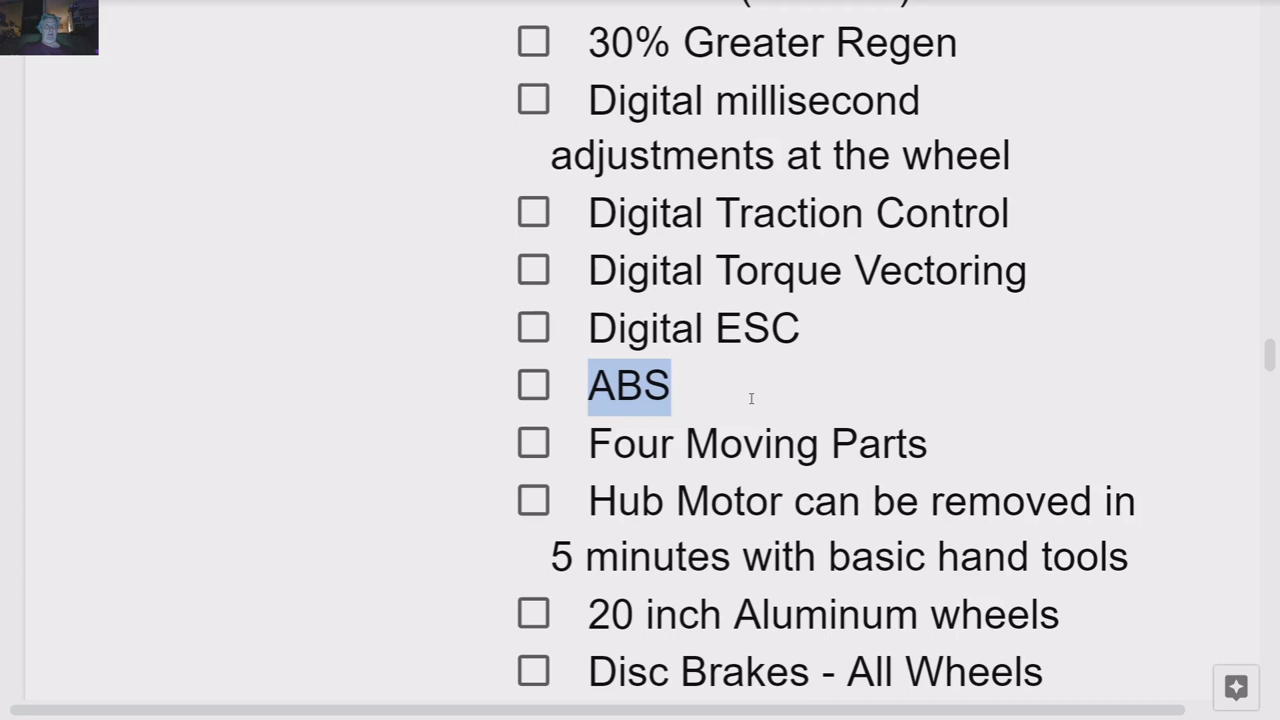 30% Greater Regen
Digital millisecond
adjustments at the wheel
Digital Traction Control
Digital Torque Vectoring
Digital ESC
ABS
Four Moving Parts
Hub Motor can be removed in
5 minutes with basic hand tools
20 inch Aluminum wheels
Disc Brakes - All Wheels